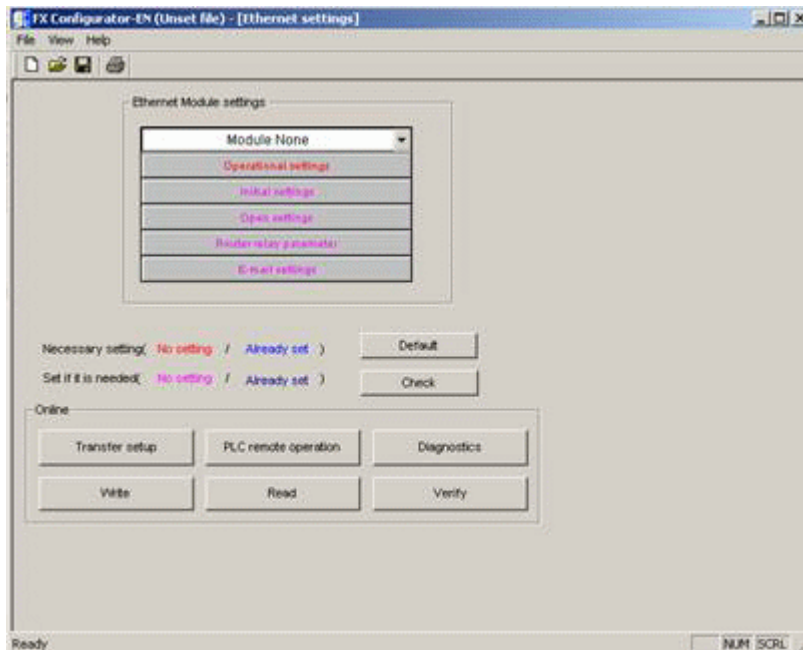 FX Configurator-EN (Unset file) - [Ethernet settings]
File View Help
Ethernet Module settings
Module None
Operational settings
Initial settings
Open settings
Router relay parameter
E-mail settings
Necessary setting( No setting / Already set )
Default
Set if it is needed( No setting / Already set )
Check
Online
Transfer setup PLC remote operation Diagnostics
Write Read Verify
Ready NUM SCRL